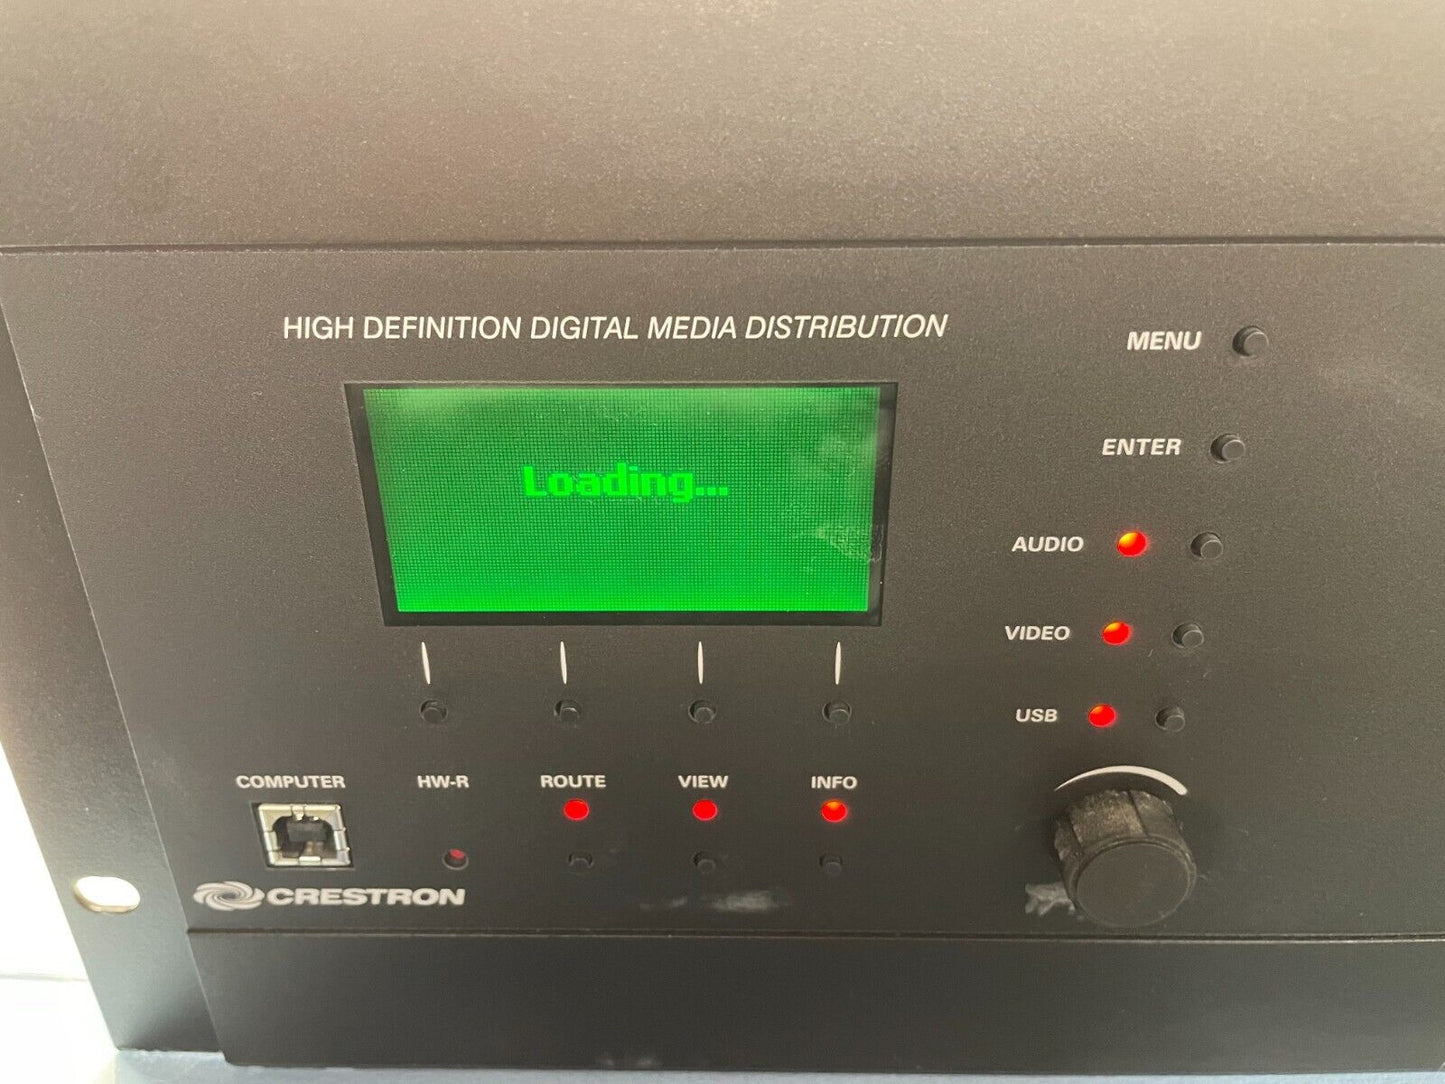 HIGH DEFINITION DIGITAL MEDIA DISTRIBUTION
Loading...
MENU
ENTER
AUDIO
VIDEO
USB
COMPUTER
HW-R
ROUTE
VIEW
INFO
CRESTRON